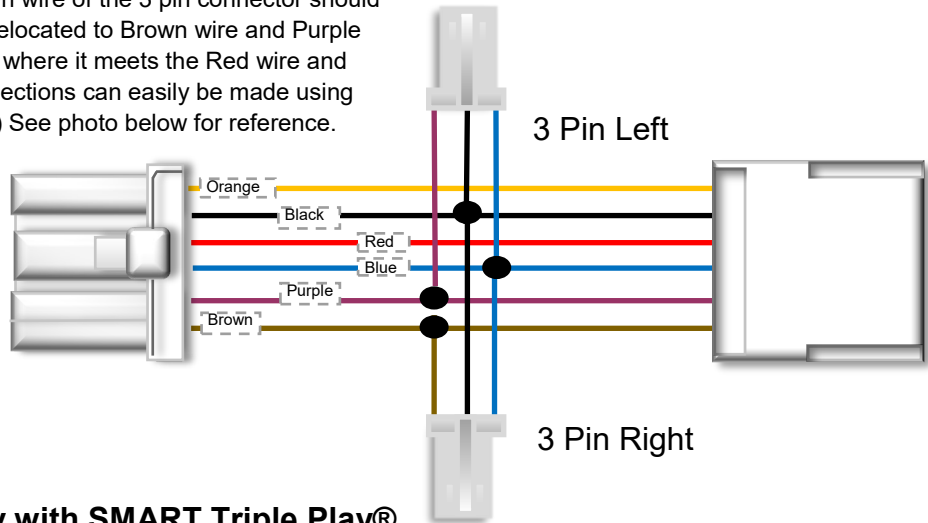 wire of the 3 pin connector should
elocated to Brown wire and Purple
where it meets the Red wire and
ections can easily be made using
See photo below for reference.
3 Pin Left
Orange
Black
Red
Blue
Purple
Brown
3 Pin Right
with SMART Triple Play®